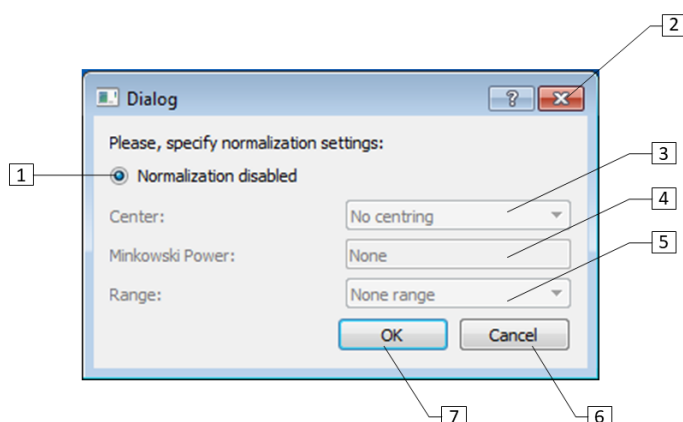 2
Dialog
?
Please, specify normalization settings:
3
1
Normalization disabled
4
Center: No centring
5
Minkowski Power: None
Range: None range
OK Cancel
7 6